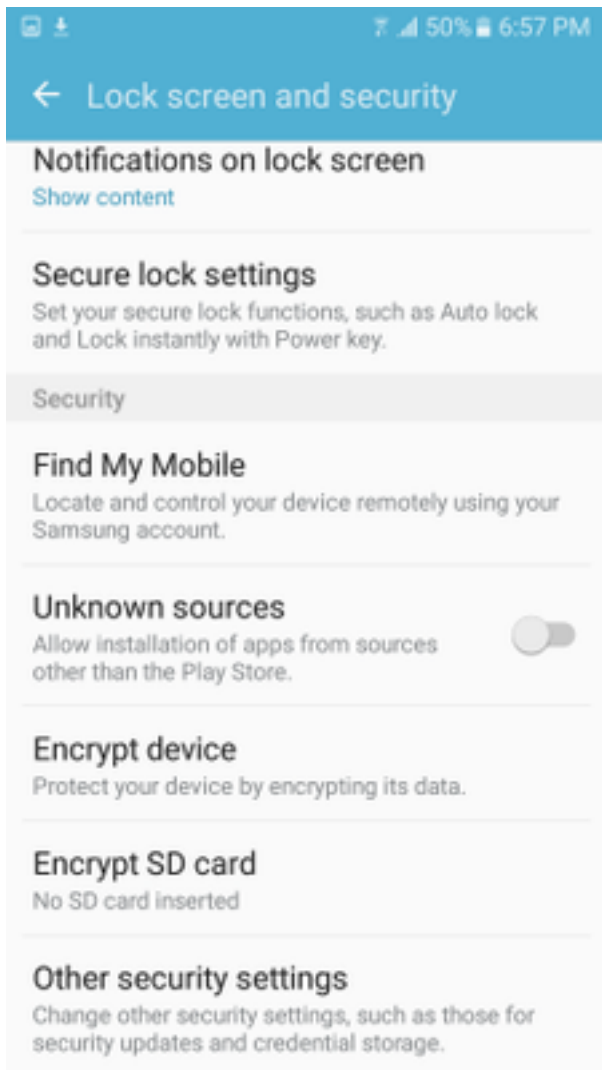 50% 6:57 PM
Lock screen and security
Notifications on lock screen
Show content
Secure lock settings
Set your secure lock functions, such as Auto lock
and Lock instantly with Power key.
Security
Find My Mobile
Locate and control your device remotely using your
Samsung account.
Unknown sources
Allow installation of apps from sources
other than the Play Store.
Encrypt device
Protect your device by encrypting its data.
Encrypt SD card
No SD card inserted
Other security settings
Change other security settings, such as those for
security updates and credential storage.